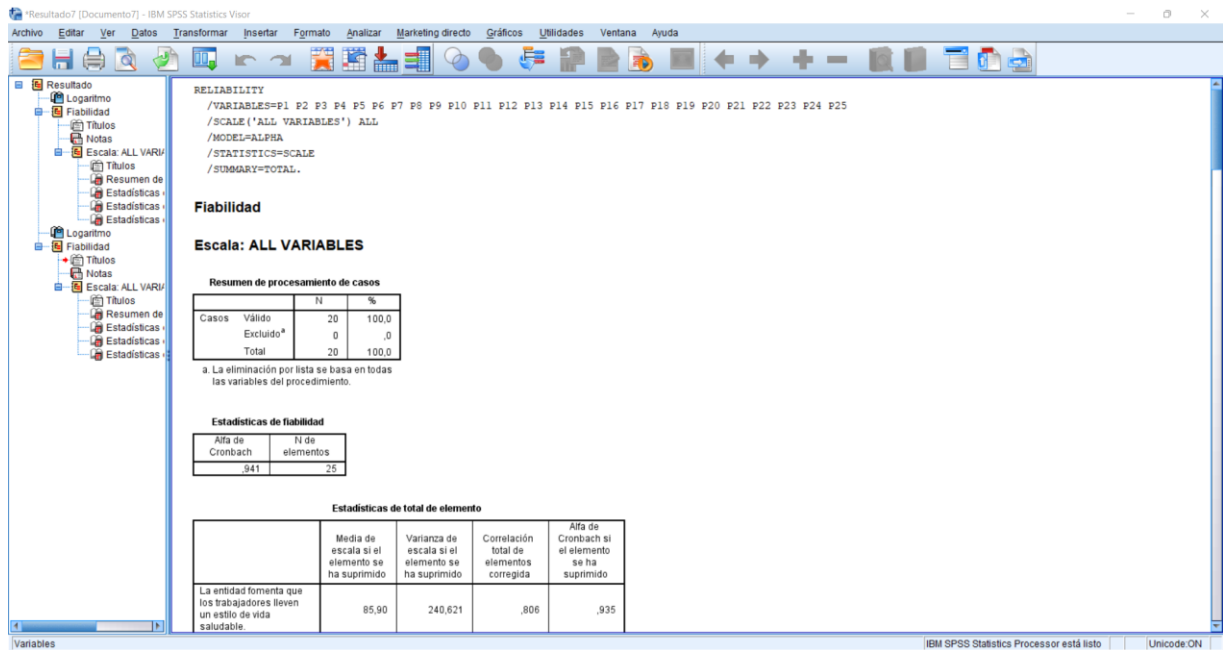 *Resultado7 [Documento7] - IBM SPSS Statistics Visor
Archivo Editar Ver Datos Transformar Insertar Formato Analizar Marketing directo Gráficos Utilidades Ventana Ayuda
Resultado
Logaritmo
Fiabilidad
Títulos
Notas
Escala: ALL VARIA
Títulos
Resumen de
Estadísticas
Estadísticas
Estadísticas
Logaritmo
Fiabilidad
Títulos
Notas
Escala: ALL VARIA
Títulos
Resumen de
Estadísticas
Estadísticas
Estadísticas
RELIABILITY
/VARIABLES=P1 P2 P3 P4 P5 P6 P7 P8 P9 P10 P11 P12 P13 P14 P15 P16 P17 P18 P19 P20 P21 P22 P23 P24 P25
/SCALE('ALL VARIABLES') ALL
/MODEL=ALPHA
/STATISTICS=SCALE
/SUMMARY=TOTAL.
Fiabilidad
Escala: ALL VARIABLES
Resumen de procesamiento de casos
N %
Casos Válido 20 100,0
Excluidoª 0 ,0
Total 20 100,0
a. La eliminación por lista se basa en todas
las variables del procedimiento.
Estadísticas de fiabilidad
Alfa de
Cronbach
N de
elementos
,941 25
Estadísticas de total de elemento
Media de
escala si el
elemento se
ha suprimido
Varianza de
escala si el
elemento se
ha suprimido
Correlación
total de
elementos
corregida
Alfa de
Cronbach si
el elemento
se ha
suprimido
La entidad fomenta que
los trabajadores lleven
un estilo de vida
saludable.
85,90 240,621 ,806 ,935
Variables
IBM SPSS Statistics Processor está listo
Unicode:ON